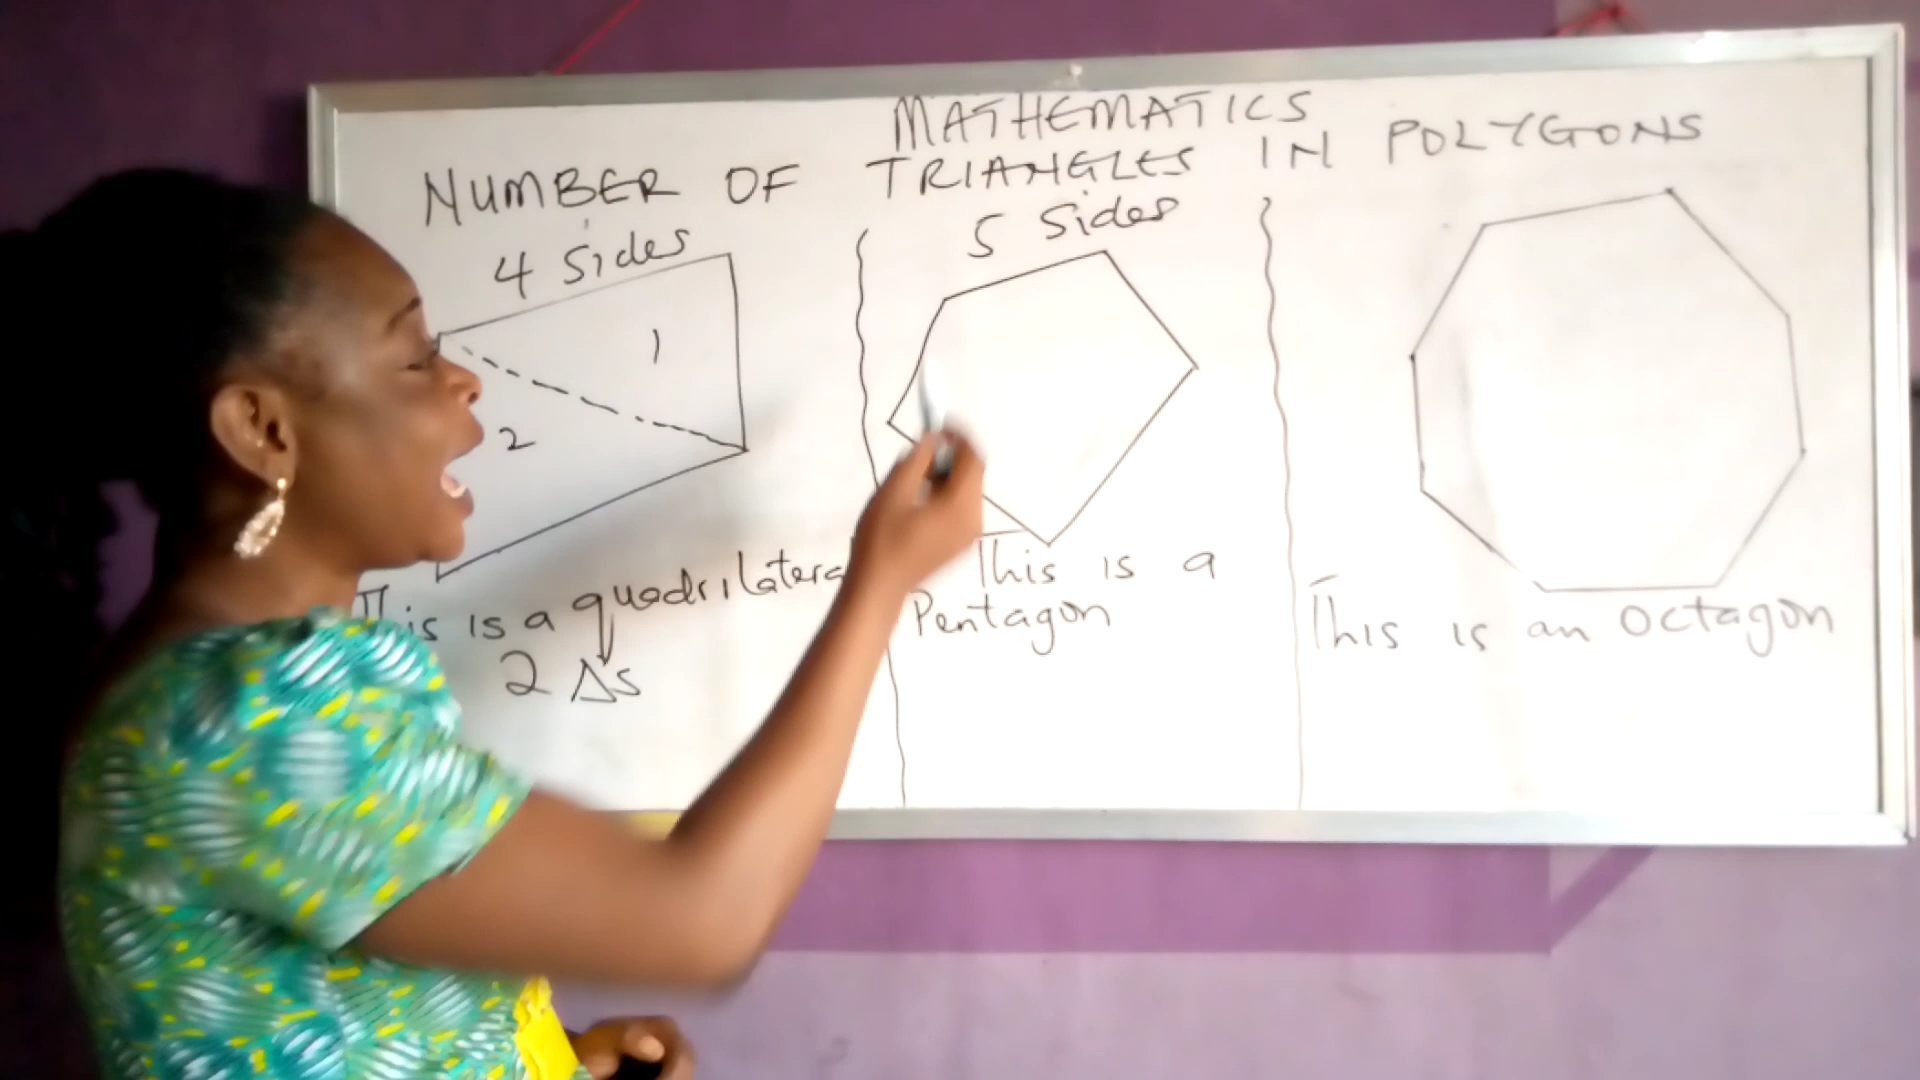 MATHEMATICS
NUMBER OF TRIANGLES IN POLYGONS
4 Sides
1
2
This is a quadrilatera
2 Δs
5 Sides
This is a
Pentagon
This is an Octagon